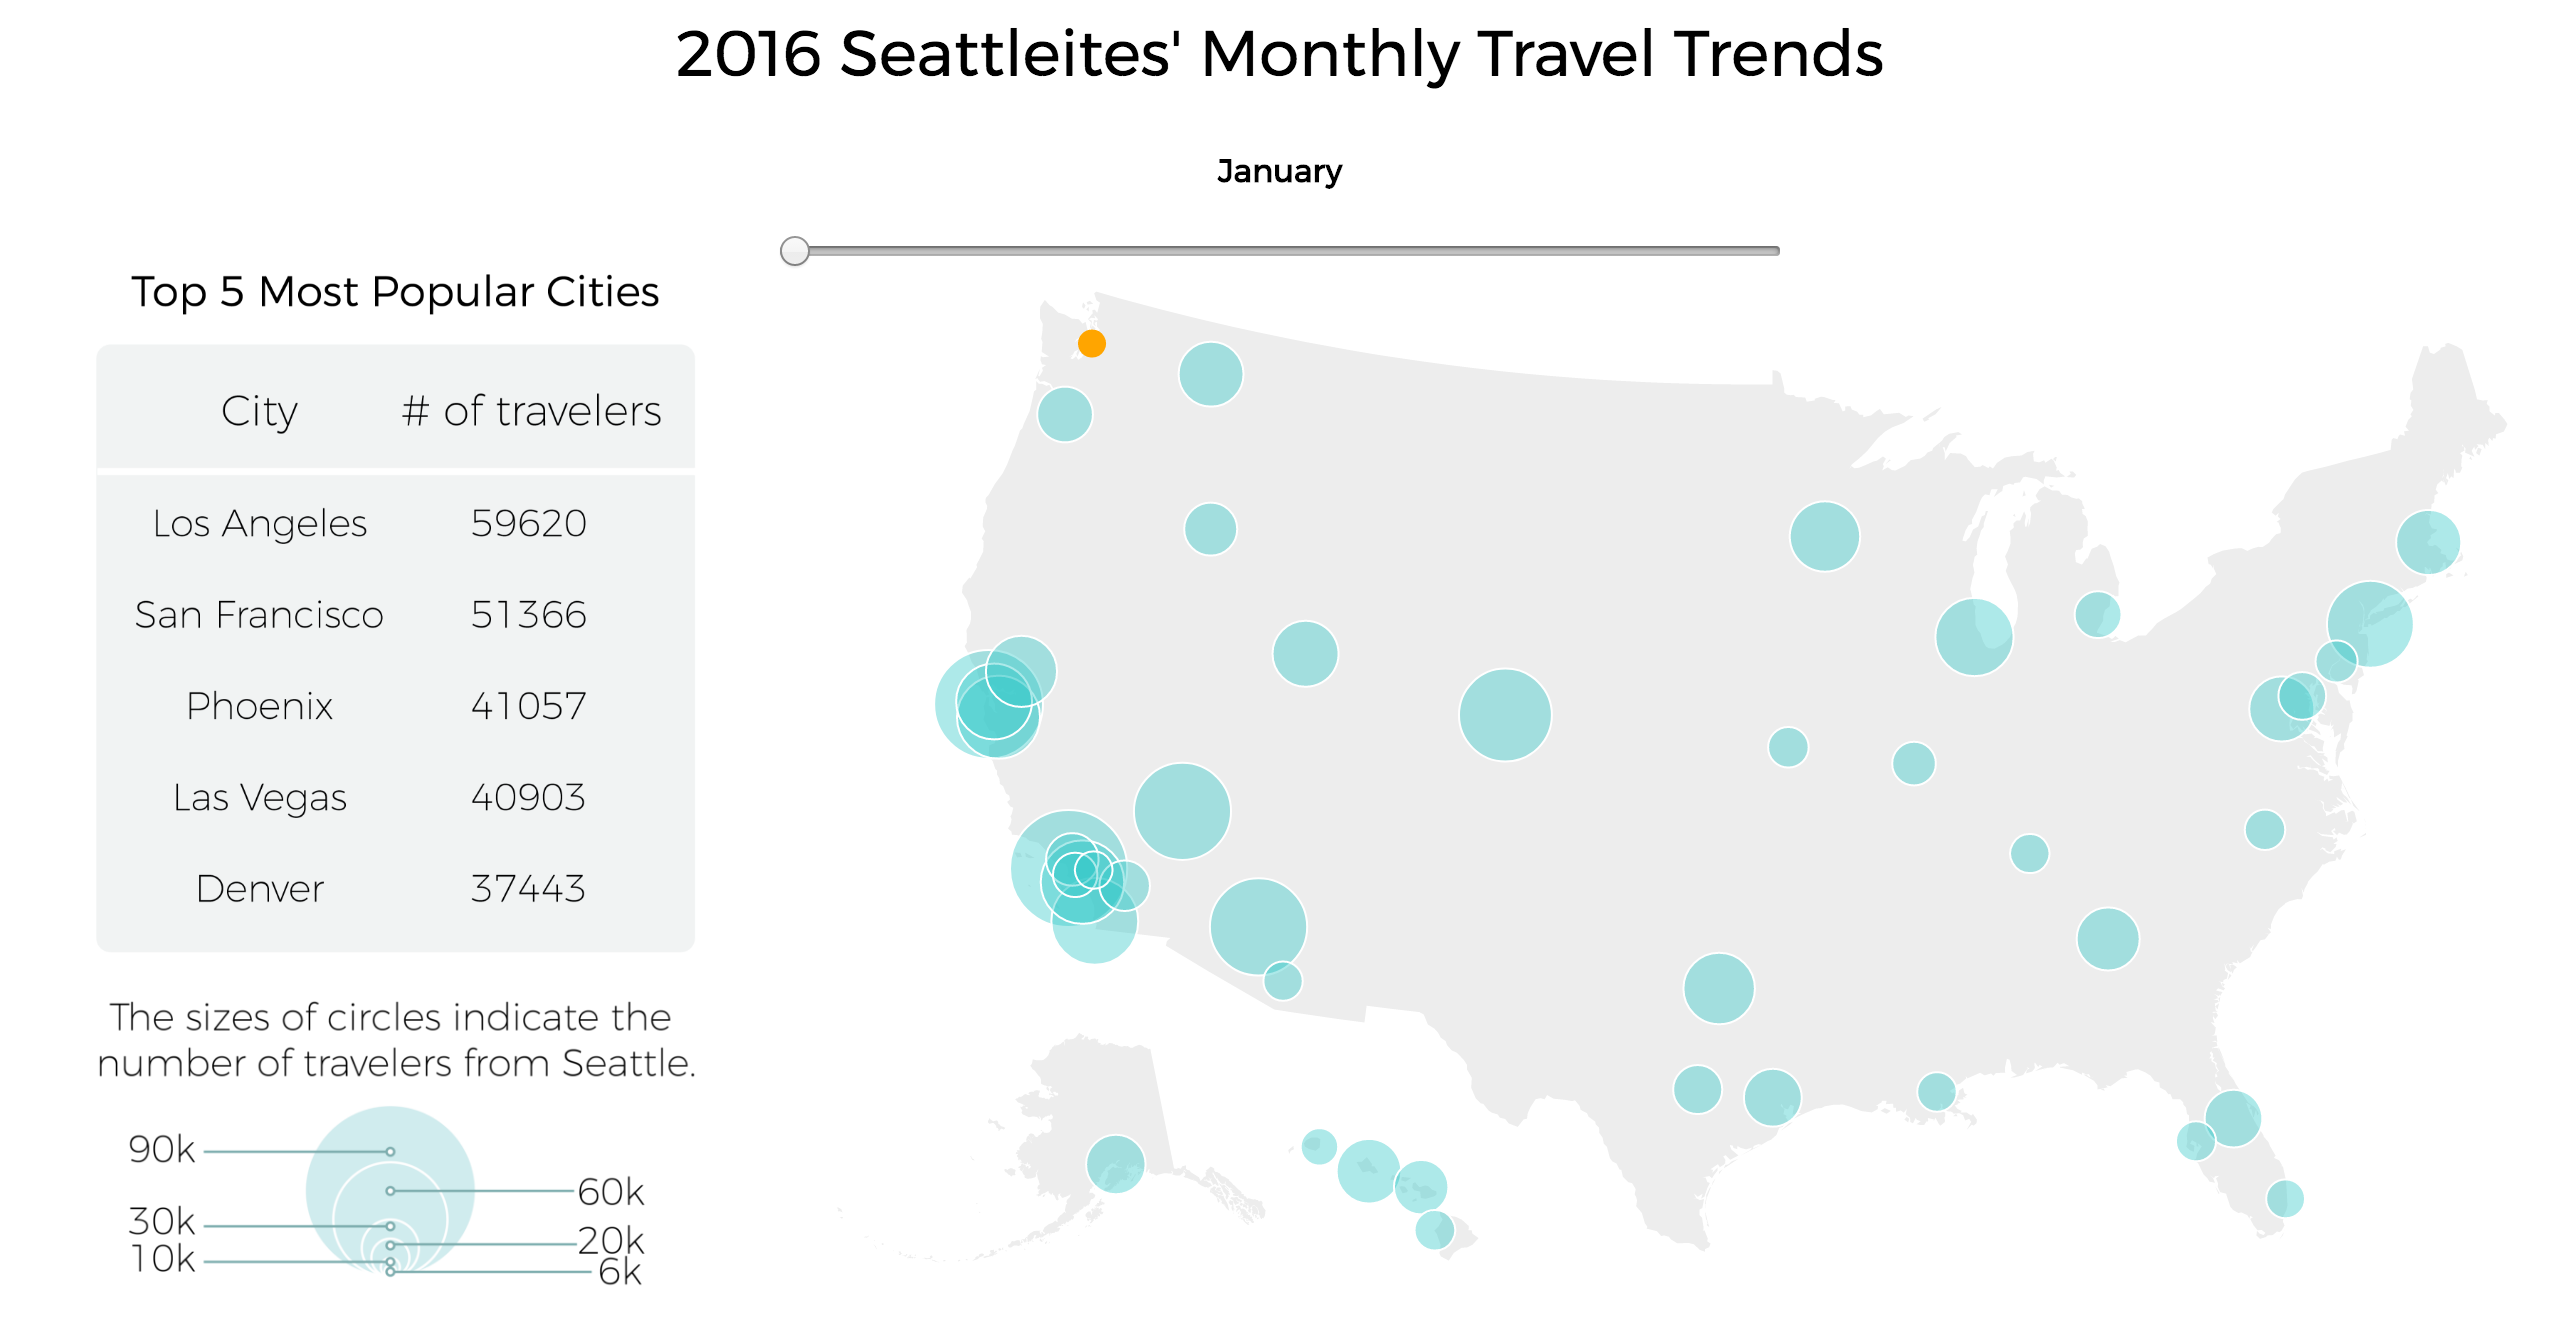 2016 Seattleites' Monthly Travel Trends
January
Top 5 Most Popular Cities
City # of travelers
Los Angeles 59620
San Francisco 51366
Phoenix 41057
Las Vegas 40903
Denver 37443
The sizes of circles indicate the
number of travelers from Seattle.
90k
60k
30k
20k
10k
6k